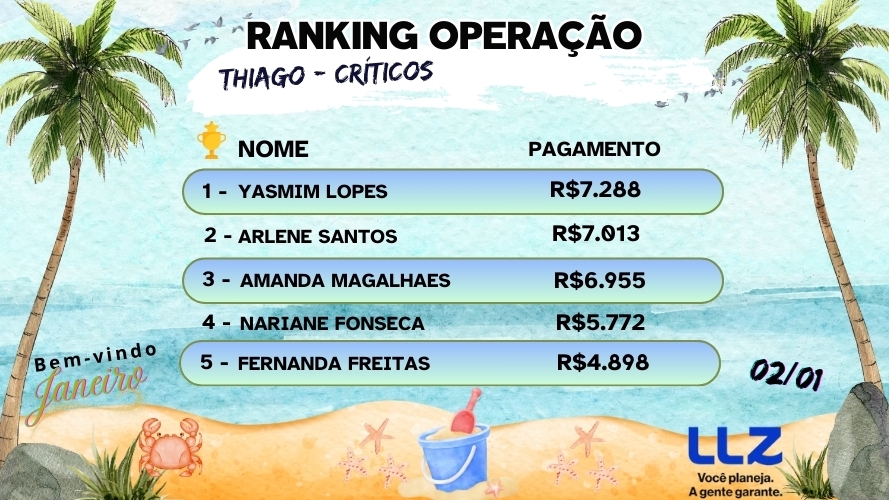 RANKING OPERAÇÃO
THIAGO - CRÍTICOS
NOME PAGAMENTO
1 - YASMIM LOPES R$7.288
2 - ARLENE SANTOS R$7.013
3 - AMANDA MAGALHAES R$6.955
4 - NARIANE FONSECA R$5.772
5 - FERNANDA FREITAS R$4.898
Bem-vindo
Janeiro
02/01
LLZ
Você planeja.
A gente garante.